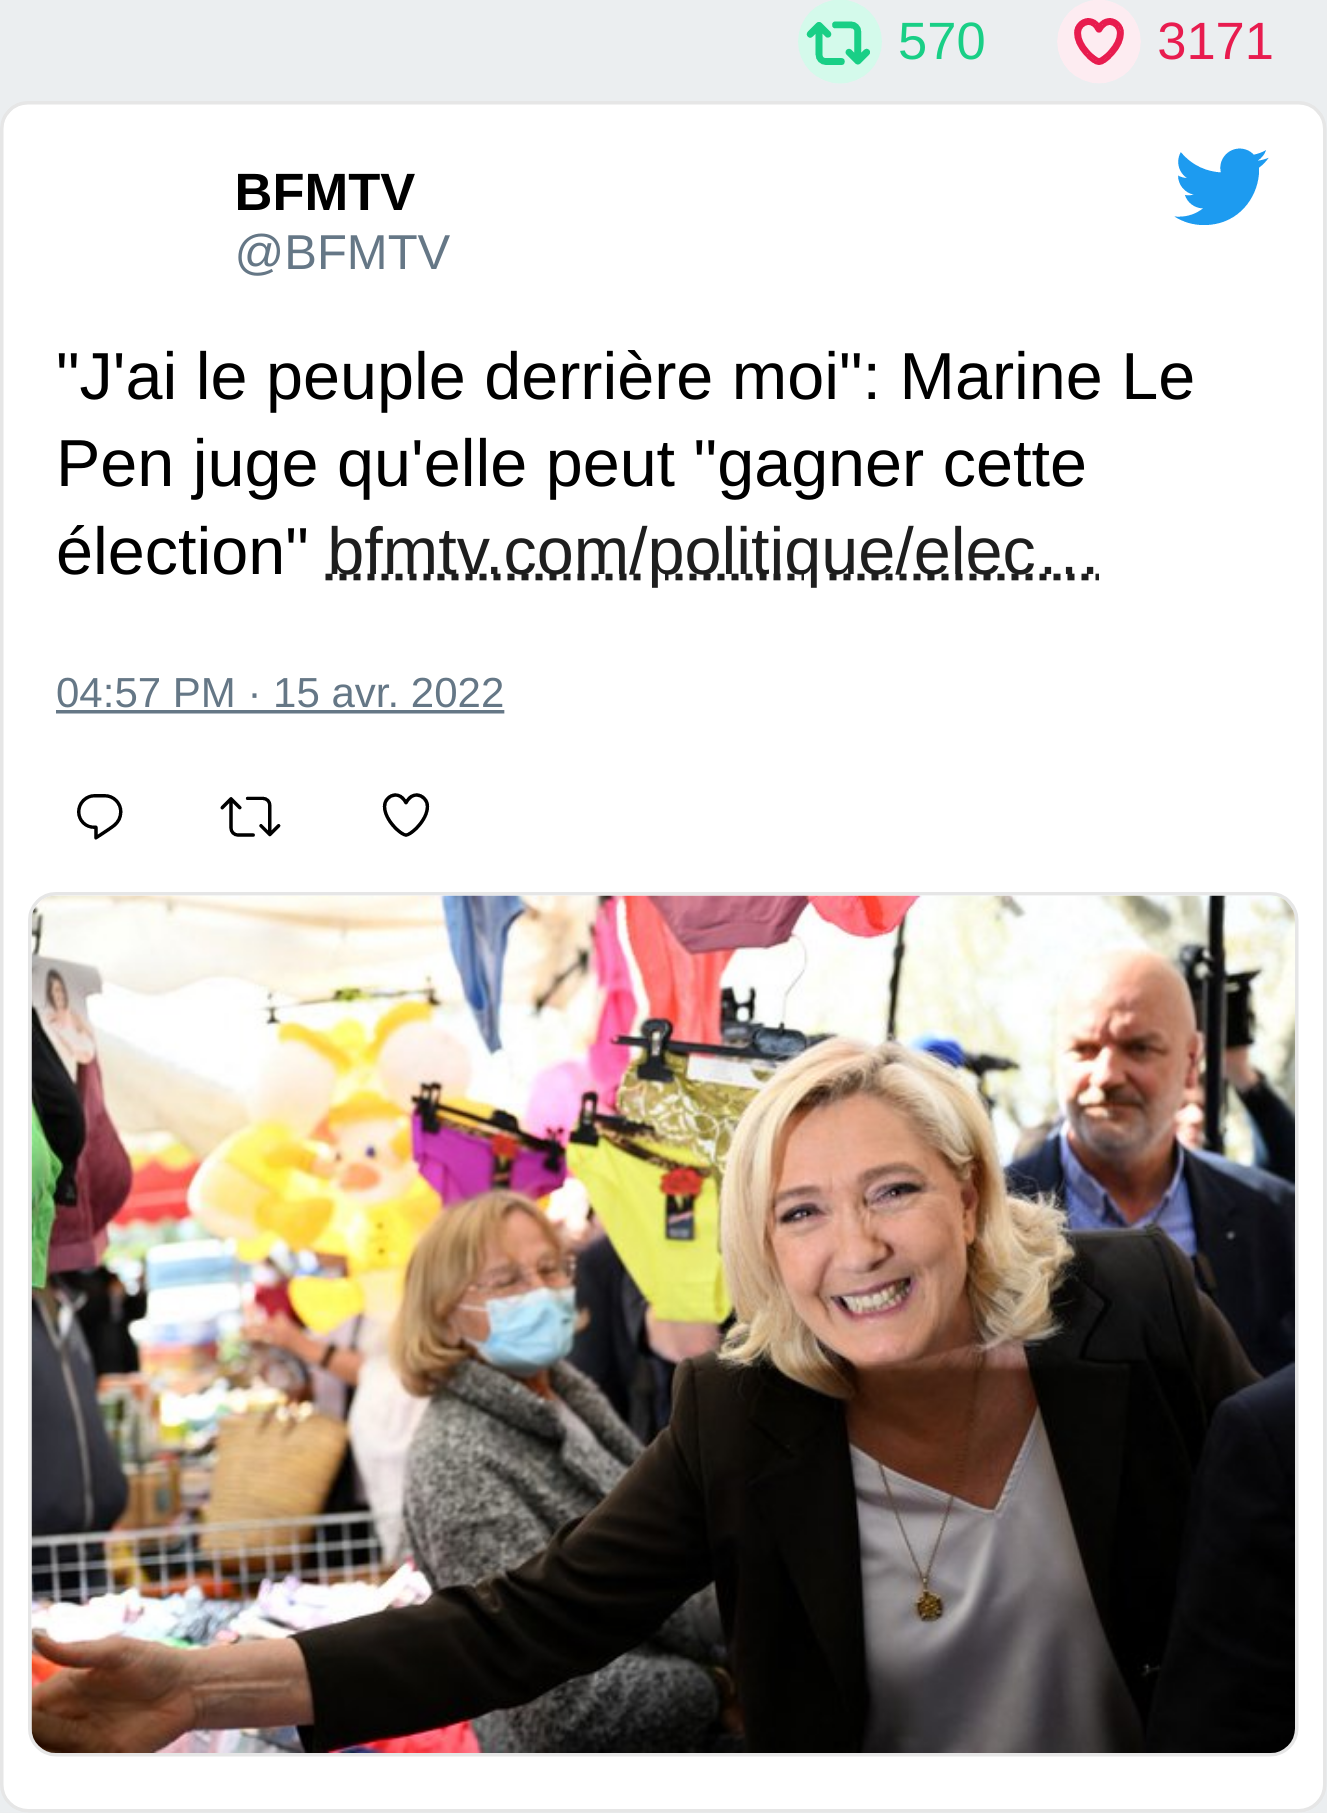 570 3171
BFMTV
@BFMTV
"J'ai le peuple derrière moi": Marine Le
Pen juge qu'elle peut "gagner cette
élection" bfmtv.com/politique/elec…
04:57 PM · 15 avr. 2022